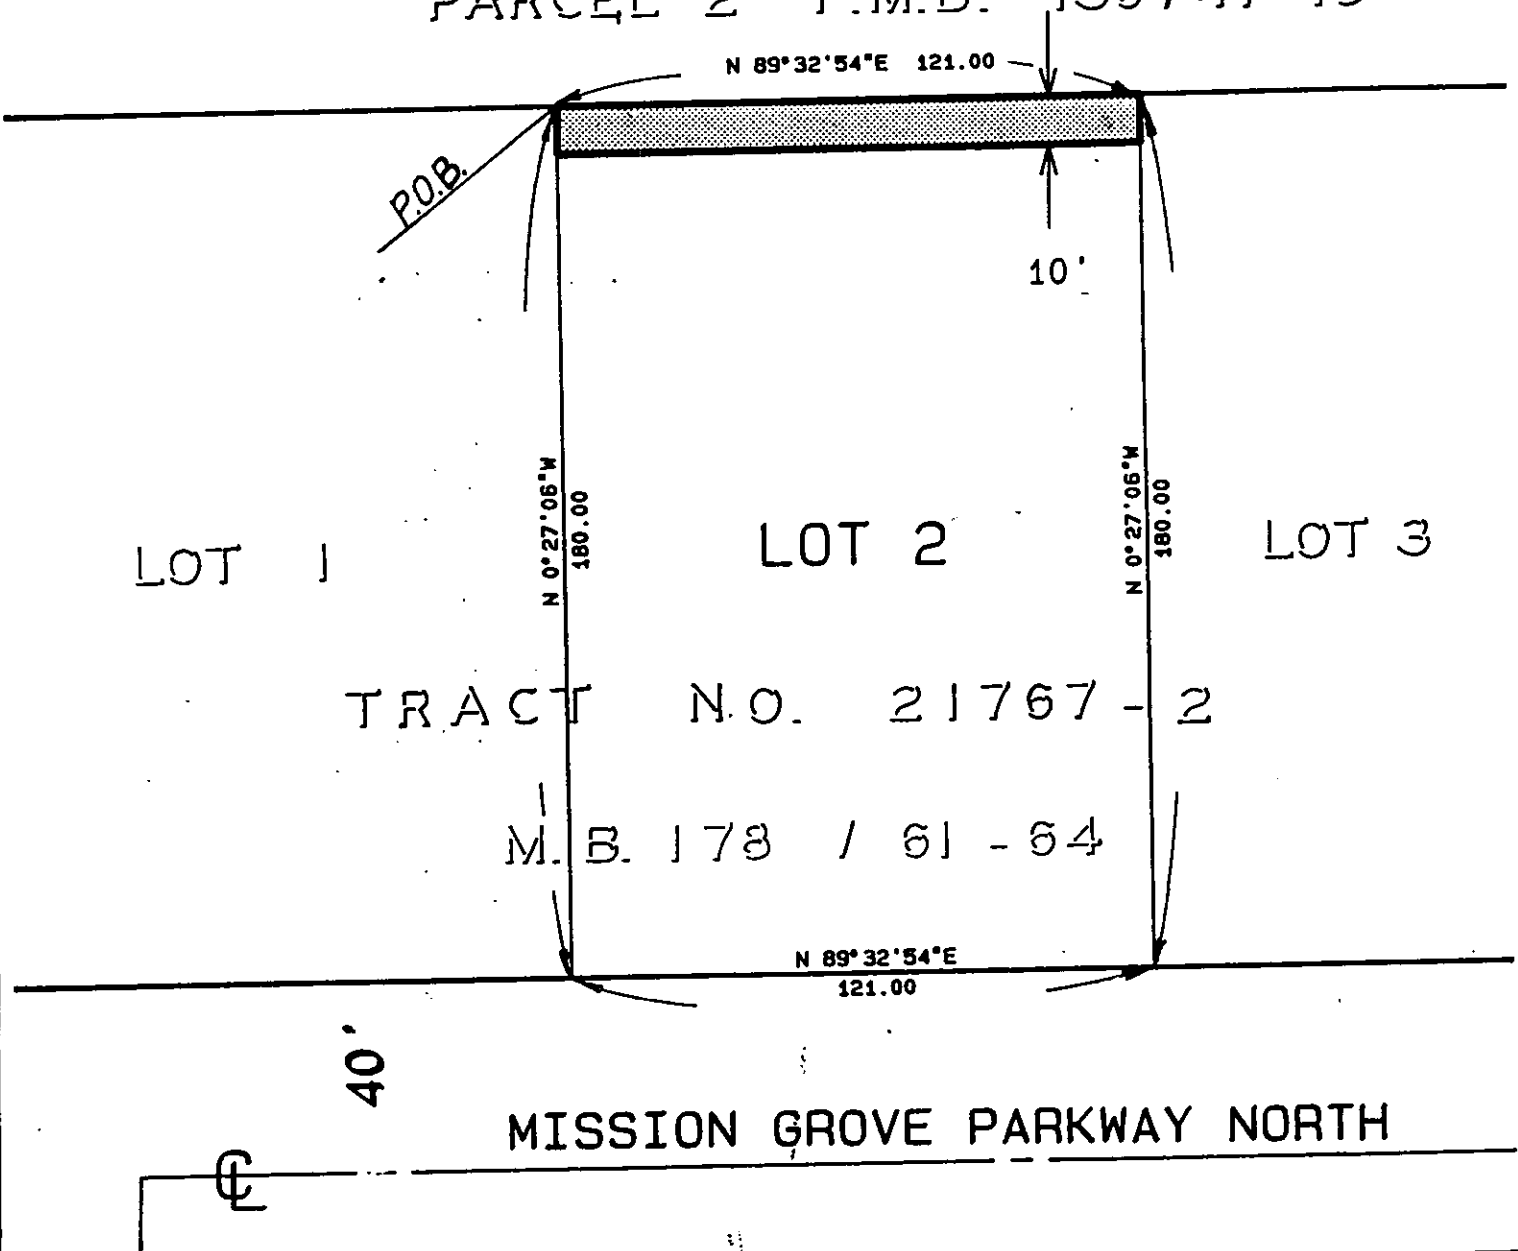 PARCEL 2 P.M.B.
N 89°32'54"E 121.00
P.O.B.
10'
N 0°27'06"W
180.00
N 0°27'06"W
180.00
LOT 1
LOT 2
LOT 3
TRACT NO. 21767-2
M.B. 178 / 61-64
N 89°32'54"E
121.00
40'
MISSION GROVE PARKWAY NORTH
℄